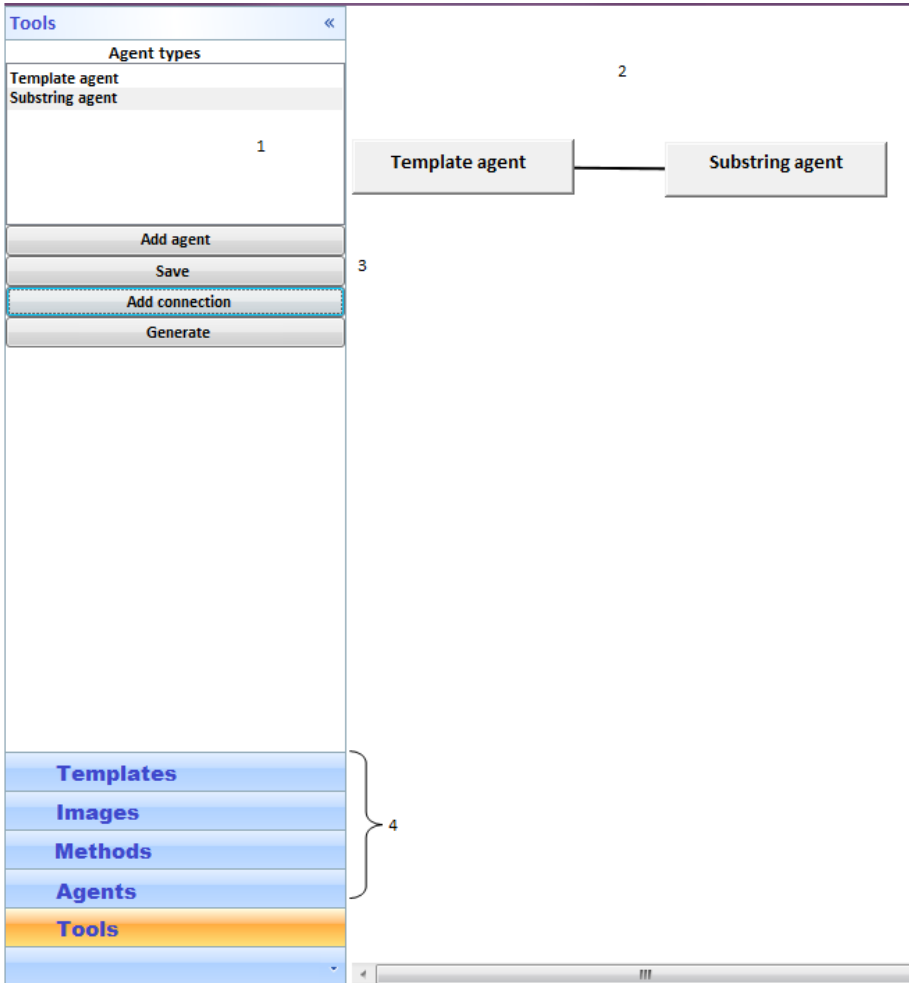 Tools «
Agent types
Template agent
Substring agent
1
2
Template agent
Substring agent
Add agent
Save
3
Add connection
Generate
Templates
Images
4
Methods
Agents
Tools